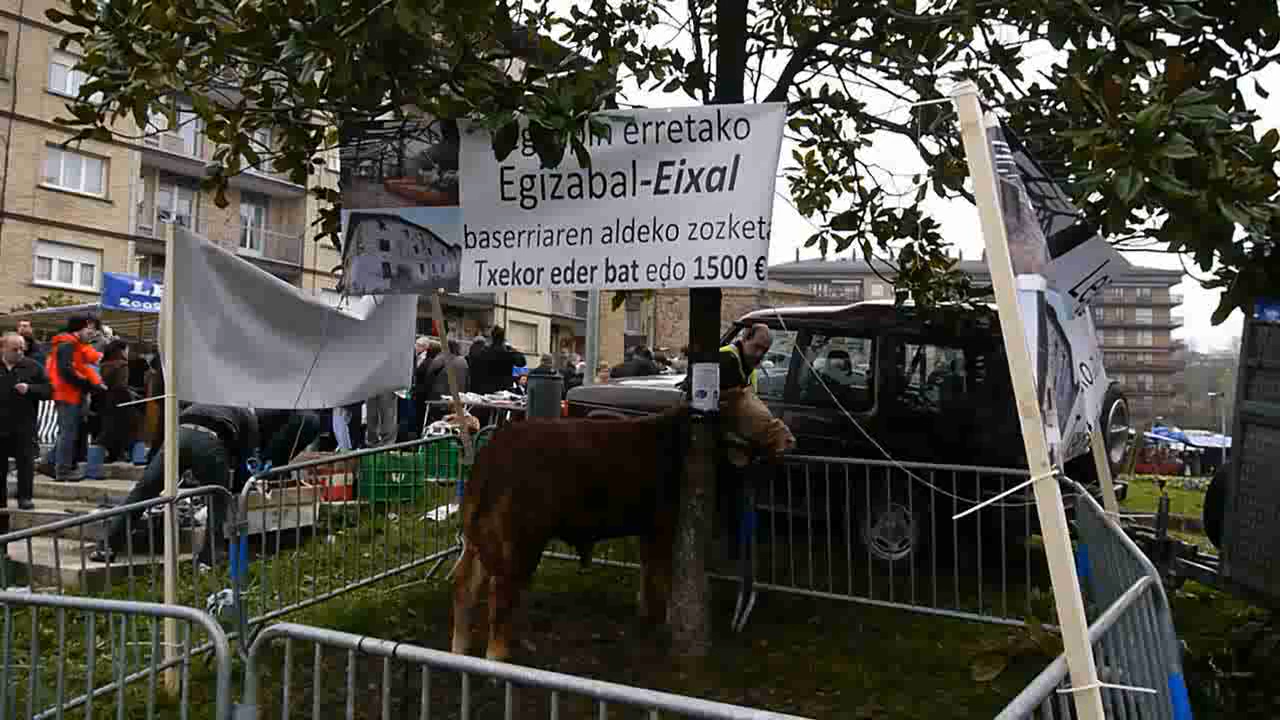 erretako
Egizabal-Eixal
baserriaren aldeko zozketa
Txekor eder bat edo 1500 €